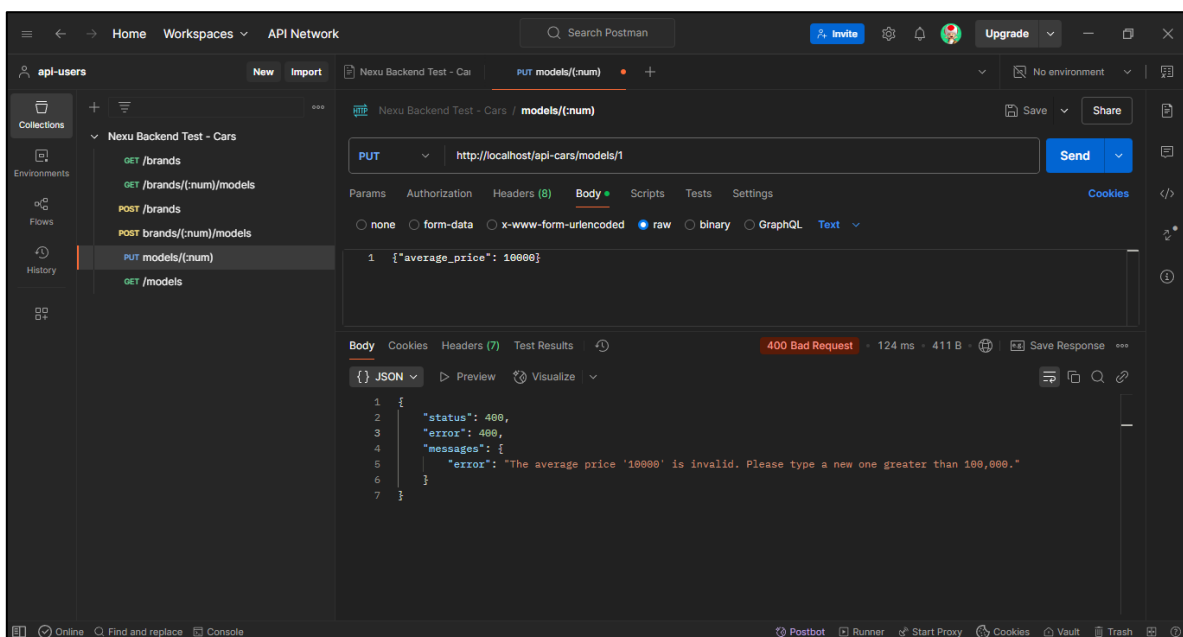 Home Workspaces API Network Search Postman Invite Upgrade
api-users New Import Nexu Backend Test - Car PUT models/(:num) No environment
Collections
Environments
Flows
History
Nexu Backend Test - Cars
GET /brands
GET /brands/(:num)/models
POST /brands
POST brands/(:num)/models
PUT models/(:num)
GET /models
HTTP Nexu Backend Test - Cars / models/(:num) Save Share
PUT http://localhost/api-cars/models/1 Send
Params Authorization Headers (8) Body Scripts Tests Settings Cookies
none form-data x-www-form-urlencoded raw binary GraphQL Text
1 {"average_price": 10000}
Body Cookies Headers (7) Test Results 400 Bad Request 124 ms 411 B Save Response
{} JSON Preview Visualize
1 {
2 "status": 400,
3 "error": 400,
4 "messages": {
5 "error": "The average price '10000' is invalid. Please type a new one greater than 100,000."
6 }
7 }
Online Find and replace Console Postbot Runner Start Proxy Cookies Vault Trash